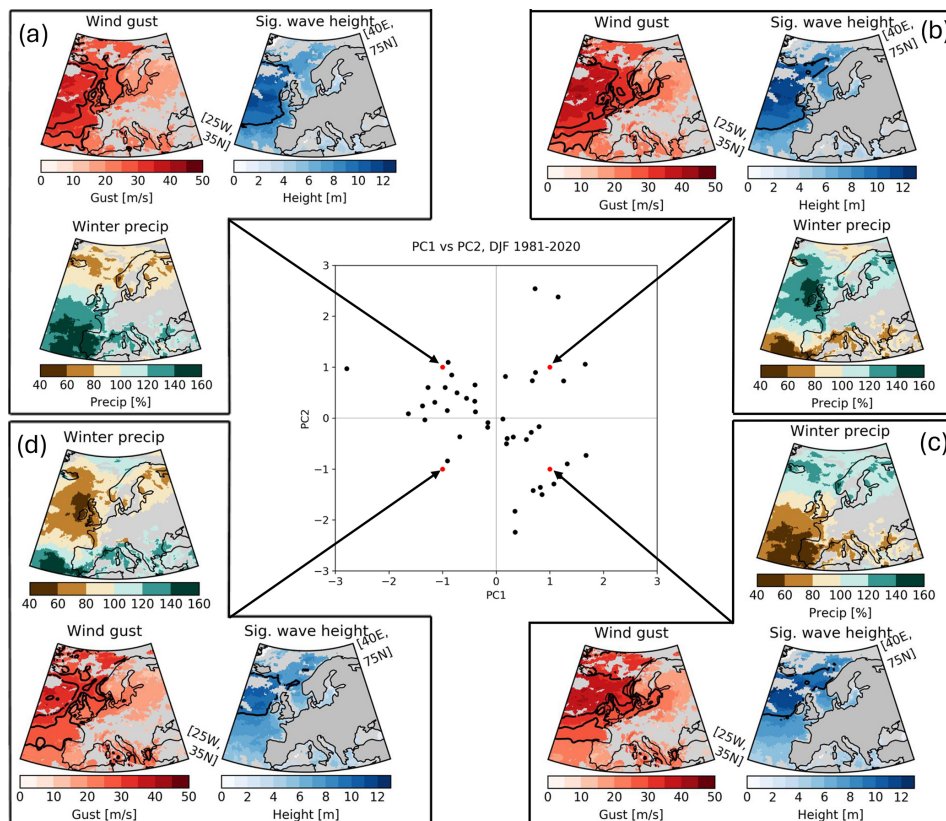 (a)
Wind gust
Sig. wave height
[40E,
75N]
[25W,
35N]
0 10 20 30 40 50
Gust [m/s]
0 2 4 6 8 10 12
Height [m]
Winter precip
40 60 80 100 120 140 160
Precip [%]
(b)
Wind gust
Sig. wave height
[40E,
75N]
[25W,
35N]
0 10 20 30 40 50
Gust [m/s]
0 2 4 6 8 10 12
Height [m]
Winter precip
40 60 80 100 120 140 160
Precip [%]
PC1 vs PC2, DJF 1981-2020
3
2
1
0
−1
−2
−3
PC2
−3 −2 −1 0 1 2 3
PC1
(d)
Winter precip
40 60 80 100 120 140 160
Wind gust
Sig. wave height
[40E,
75N]
[25W,
35N]
0 10 20 30 40 50
Gust [m/s]
0 2 4 6 8 10 12
Height [m]
(c)
Winter precip
40 60 80 100 120 140 160
Precip [%]
Wind gust
Sig. wave height
[40E,
75N]
[25W,
35N]
0 10 20 30 40 50
Gust [m/s]
0 2 4 6 8 10 12
Height [m]